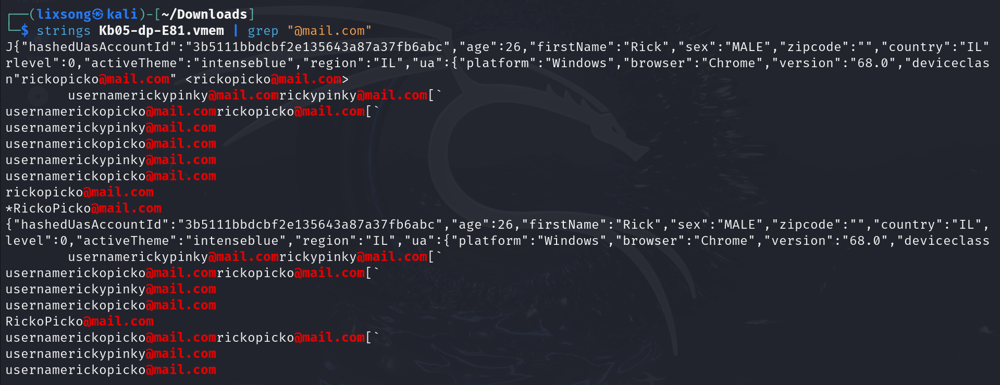 ┌──(lixsong㉿kali)-[~/Downloads]
└─$ strings Kb05-dp-E81.vmem | grep "@mail.com"
J{"hashedUasAccountId":"3b5111bbdcbf2e135643a87a37fb6abc","age":26,"firstName":"Rick","sex":"MALE","zipcode":"","country":"IL"
rlevel":0,"activeTheme":"intenseblue","region":"IL","ua":{"platform":"Windows","browser":"Chrome","version":"68.0","deviceclas
n"rickopicko@mail.com" <rickopicko@mail.com>
        usernamerickypinky@mail.comrickypinky@mail.com[`
usernamerickopicko@mail.comrickopicko@mail.com[`
usernamerickypinky@mail.com
usernamerickopicko@mail.com
usernamerickypinky@mail.com
usernamerickopicko@mail.com
rickopicko@mail.com
*RickoPicko@mail.com
{"hashedUasAccountId":"3b5111bbdcbf2e135643a87a37fb6abc","age":26,"firstName":"Rick","sex":"MALE","zipcode":"","country":"IL",
level":0,"activeTheme":"intenseblue","region":"IL","ua":{"platform":"Windows","browser":"Chrome","version":"68.0","deviceclass
        usernamerickypinky@mail.comrickypinky@mail.com[`
usernamerickopicko@mail.comrickopicko@mail.com[`
usernamerickypinky@mail.com
usernamerickopicko@mail.com
RickoPicko@mail.com
usernamerickopicko@mail.comrickopicko@mail.com[`
usernamerickypinky@mail.com
usernamerickopicko@mail.com